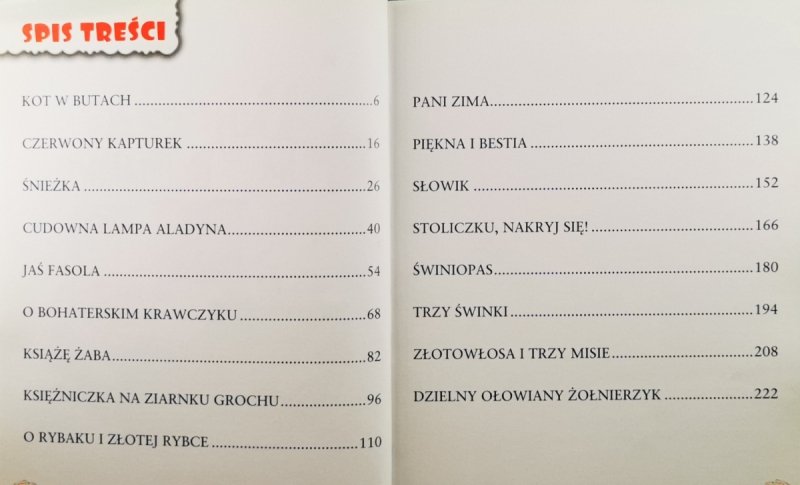 SPIS TREŚCI
KOT W BUTACH ........ 6
CZERWONY KAPTUREK ........ 16
ŚNIEŻKA ........ 26
CUDOWNA LAMPA ALADYNA ........ 40
JAŚ FASOLA ........ 54
O BOHATERSKIM KRAWCZYKU ........ 68
KSIĄŻĘ ŻABA ........ 82
KSIĘŻNICZKA NA ZIARNKU GROCHU ........ 96
O RYBAKU I ZŁOTEJ RYBCE ........ 110
PANI ZIMA ........ 124
PIĘKNA I BESTIA ........ 138
SŁOWIK ........ 152
STOLICZKU, NAKRYJ SIĘ! ........ 166
ŚWINIOPAS ........ 180
TRZY ŚWINKI ........ 194
ZŁOTOWŁOSA I TRZY MISIE ........ 208
DZIELNY OŁOWIANY ŻOŁNIERZYK ........ 222